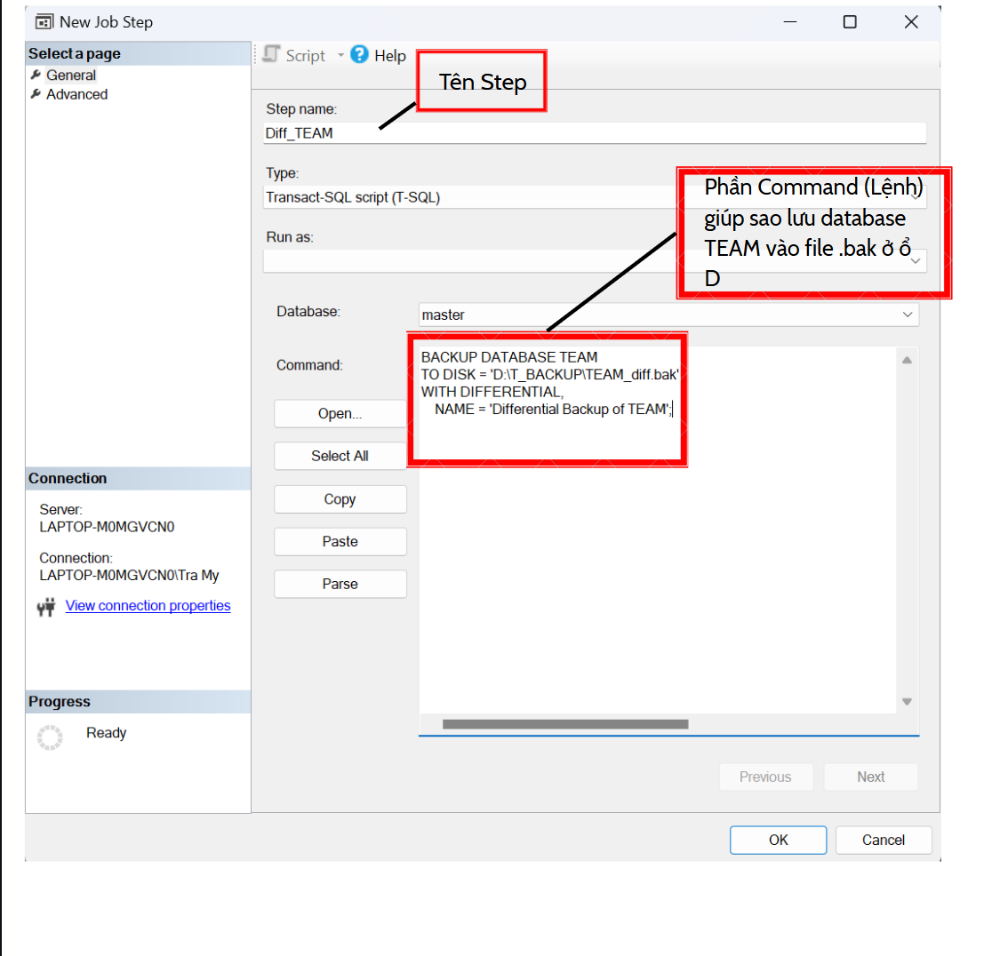 New Job Step
Select a page
General
Advanced
Script
Help
Tên Step
Step name:
Diff_TEAM
Type:
Transact-SQL script (T-SQL)
Phần Command (Lệnh)
giúp sao lưu database
TEAM vào file .bak ở ổ
D
Run as:
Database:
master
Command:
BACKUP DATABASE TEAM
TO DISK = 'D:\T_BACKUP\TEAM_diff.bak'
WITH DIFFERENTIAL,
NAME = 'Differential Backup of TEAM';
Open...
Select All
Copy
Paste
Parse
Connection
Server:
LAPTOP-M0MGVCN0
Connection:
LAPTOP-M0MGVCN0\Tra My
View connection properties
Progress
Ready
Previous
Next
OK
Cancel